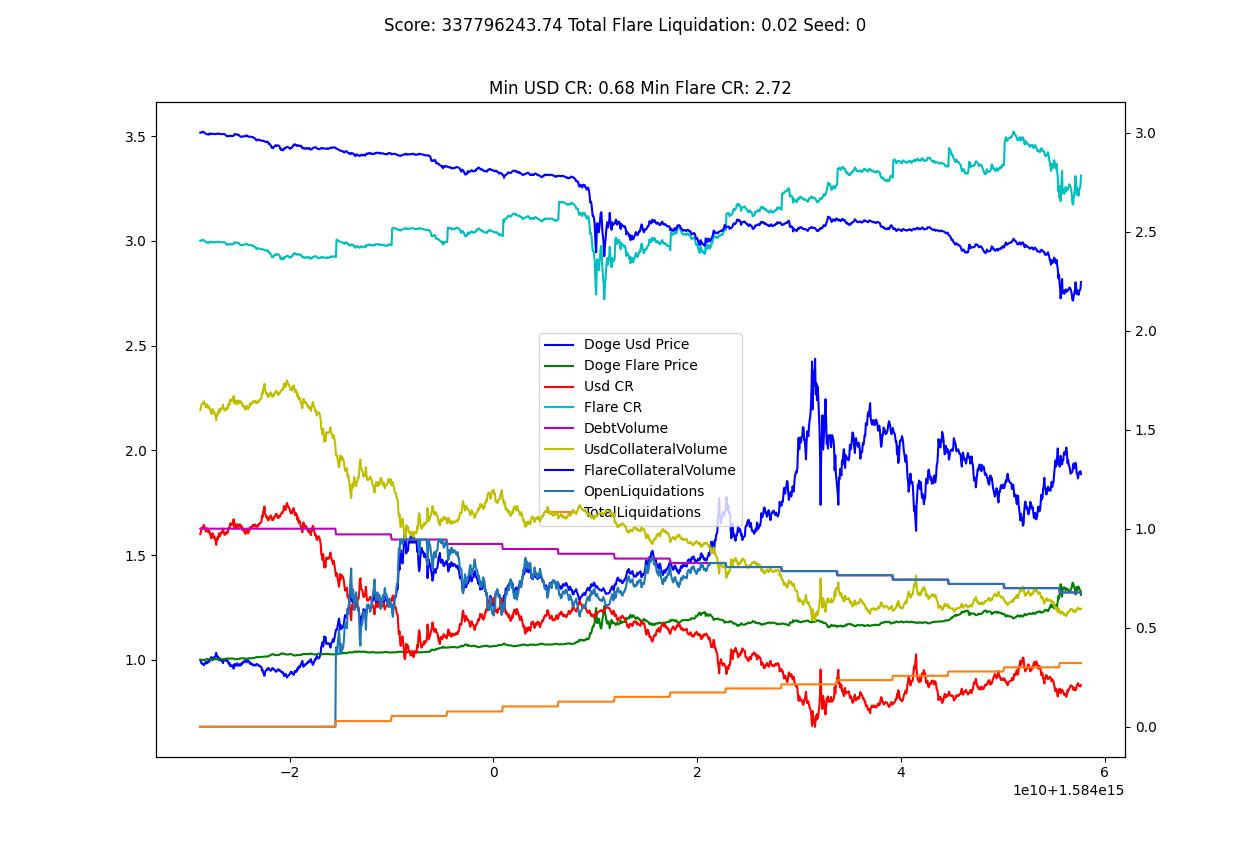 Score: 337796243.74 Total Flare Liquidation: 0.02 Seed: 0
Min USD CR: 0.68 Min Flare CR: 2.72
3.5
3.0
2.5
2.0
1.5
1.0
3.0
2.5
2.0
1.5
1.0
0.5
0.0
Doge Usd Price
Doge Flare Price
Usd CR
Flare CR
DebtVolume
UsdCollateralVolume
FlareCollateralVolume
OpenLiquidations
TotalLiquidations
−2 0 2 4 6
1e10+1.584e15